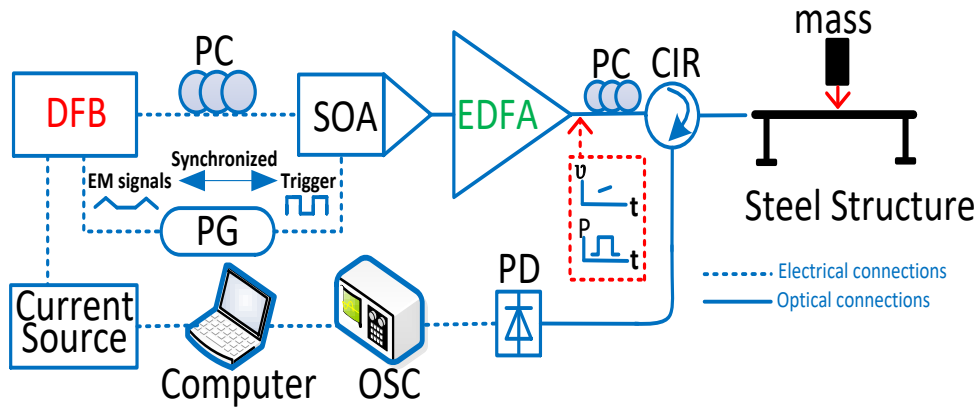 PC
DFB
SOA
EDFA
PC
CIR
mass
Synchronized
EM signals
Trigger
PG
υ
t
P
t
Steel Structure
Electrical connections
Optical connections
PD
Current
Source
Computer
OSC